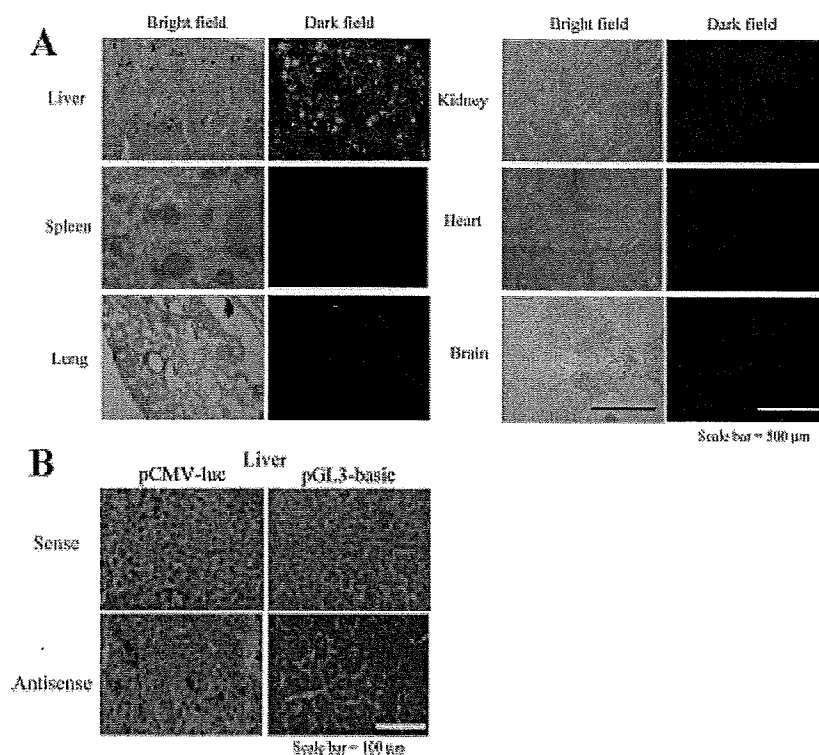 A
Bright field Dark field
Liver
Spleen
Lung
Bright field Dark field
Kidney
Heart
Brain
Scale bar = 500 µm
B
Liver
pCMV-luc pGL3-basic
Sense
Antisense
Scale bar = 100 µm